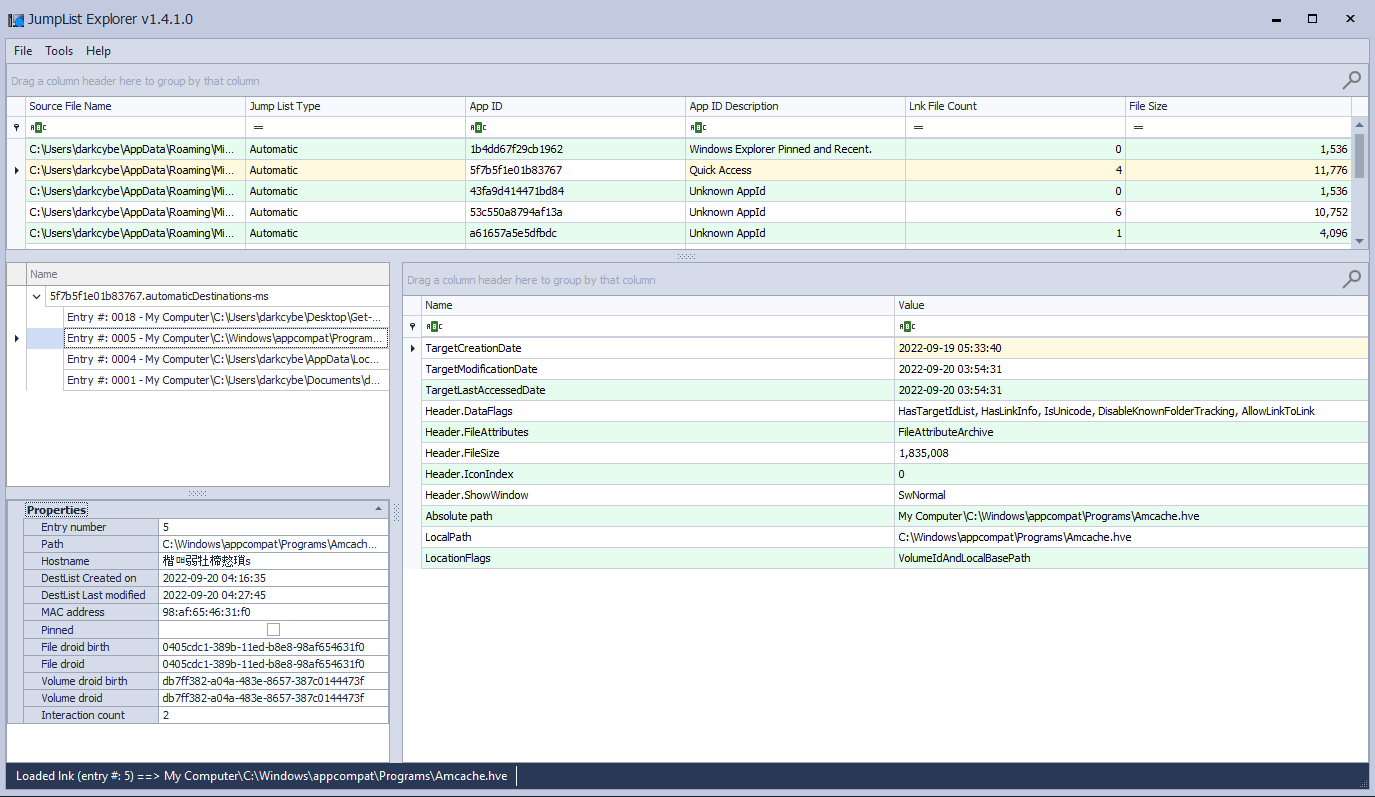 JumpList Explorer v1.4.1.0
File Tools Help
Drag a column header here to group by that column
Source File Name Jump List Type App ID App ID Description Lnk File Count File Size
ABC = ABC ABC = =
C:\Users\darkcybe\AppData\Roaming\Mi... Automatic 1b4dd67f29cb1962 Windows Explorer Pinned and Recent. 0 1,536
C:\Users\darkcybe\AppData\Roaming\Mi... Automatic 5f7b5f1e01b83767 Quick Access 4 11,776
C:\Users\darkcybe\AppData\Roaming\Mi... Automatic 43fa9d414471bd84 Unknown AppId 0 1,536
C:\Users\darkcybe\AppData\Roaming\Mi... Automatic 53c550a8794af13a Unknown AppId 6 10,752
C:\Users\darkcybe\AppData\Roaming\Mi... Automatic a61657a5e5dfbdc Unknown AppId 1 4,096
Name
5f7b5f1e01b83767.automaticDestinations-ms
Entry #: 0018 - My Computer\C:\Users\darkcybe\Desktop\Get-...
Entry #: 0005 - My Computer\C:\Windows\appcompat\Program...
Entry #: 0004 - My Computer\C:\Users\darkcybe\AppData\Loc...
Entry #: 0001 - My Computer\C:\Users\darkcybe\Documents\d...
Properties
Entry number 5
Path C:\Windows\appcompat\Programs\Amcach...
Hostname
DestList Created on 2022-09-20 04:16:35
DestList Last modified 2022-09-20 04:27:45
MAC address 98:af:65:46:31:f0
Pinned
File droid birth 0405cdc1-389b-11ed-b8e8-98af654631f0
File droid 0405cdc1-389b-11ed-b8e8-98af654631f0
Volume droid birth db7ff382-a04a-483e-8657-387c0144473f
Volume droid db7ff382-a04a-483e-8657-387c0144473f
Interaction count 2
Drag a column header here to group by that column
Name Value
ABC ABC
TargetCreationDate 2022-09-19 05:33:40
TargetModificationDate 2022-09-20 03:54:31
TargetLastAccessedDate 2022-09-20 03:54:31
Header.DataFlags HasTargetIdList, HasLinkInfo, IsUnicode, DisableKnownFolderTracking, AllowLinkToLink
Header.FileAttributes FileAttributeArchive
Header.FileSize 1,835,008
Header.IconIndex 0
Header.ShowWindow SwNormal
Absolute path My Computer\C:\Windows\appcompat\Programs\Amcache.hve
LocalPath C:\Windows\appcompat\Programs\Amcache.hve
LocationFlags VolumeIdAndLocalBasePath
Loaded lnk (entry #: 5) ==> My Computer\C:\Windows\appcompat\Programs\Amcache.hve